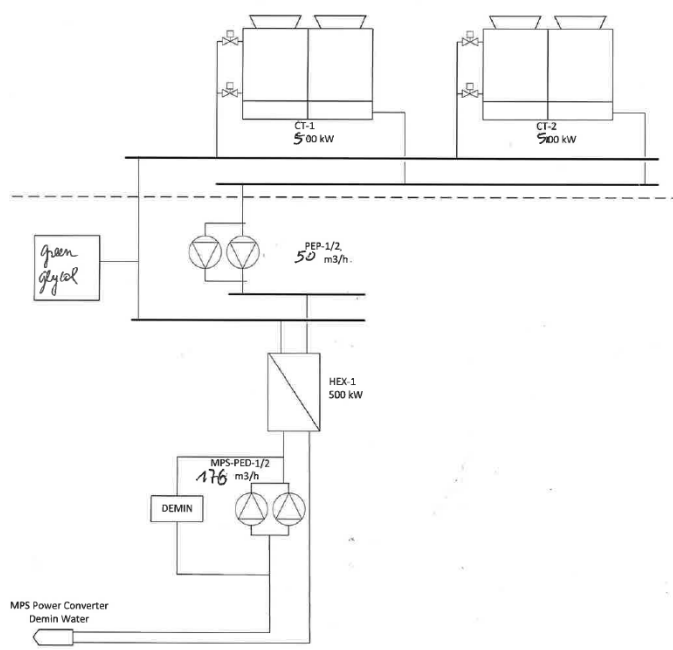 CT-1
500 kW
CT-2
500 kW
green
glycol
PEP-1/2
50 m3/h
HEX-1
500 kW
MPS-PED-1/2
176 m3/h
DEMIN
MPS Power Converter
Demin Water